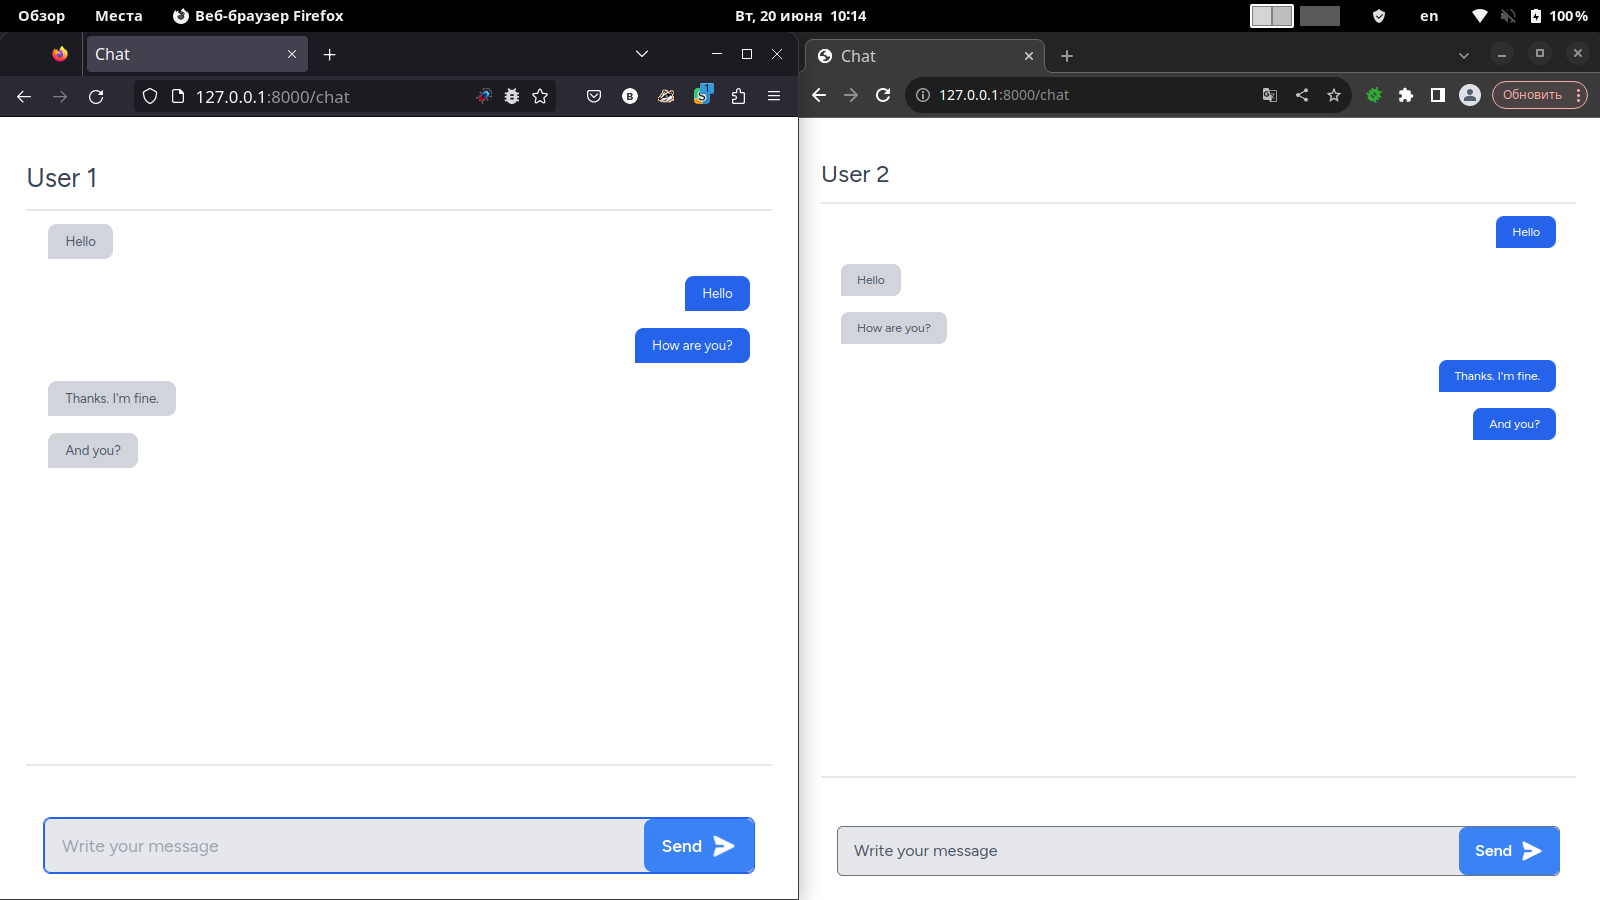 Обзор Места Веб-браузер Firefox Вт, 20 июня 10:14 en 100 %
Chat
127.0.0.1:8000/chat
1
User 1
Hello
Hello
How are you?
Thanks. I'm fine.
And you?
Write your message
Send
Chat
127.0.0.1:8000/chat
Обновить
User 2
Hello
Hello
How are you?
Thanks. I'm fine.
And you?
Write your message
Send